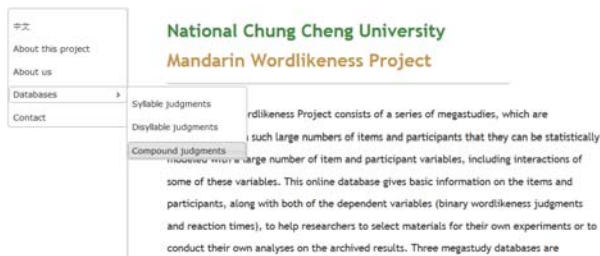 中文
About this project
About us
Databases
Contact
Syllable judgments
Disyllable judgments
Compound judgments
National Chung Cheng University
Mandarin Wordlikeness Project
rdlikeness Project consists of a series of megastudies, which are
such large numbers of items and participants that they can be statistically
modeled with a large number of item and participant variables, including interactions of
some of these variables. This online database gives basic information on the items and
participants, along with both of the dependent variables (binary wordlikeness judgments
and reaction times), to help researchers to select materials for their own experiments or to
conduct their own analyses on the archived results. Three megastudy databases are